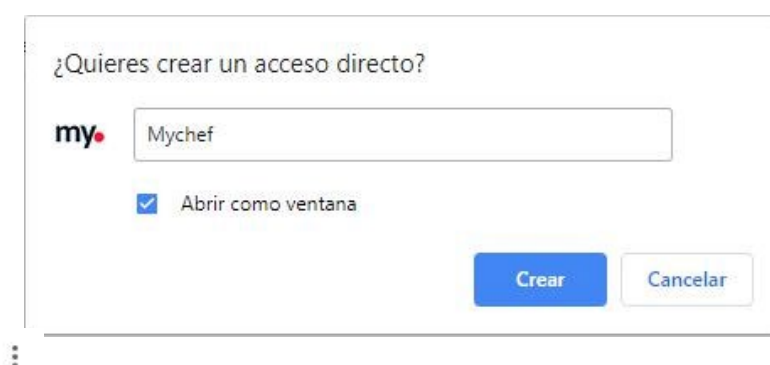 ¿Quieres crear un acceso directo?
my.
Mychef
Abrir como ventana
Crear
Cancelar